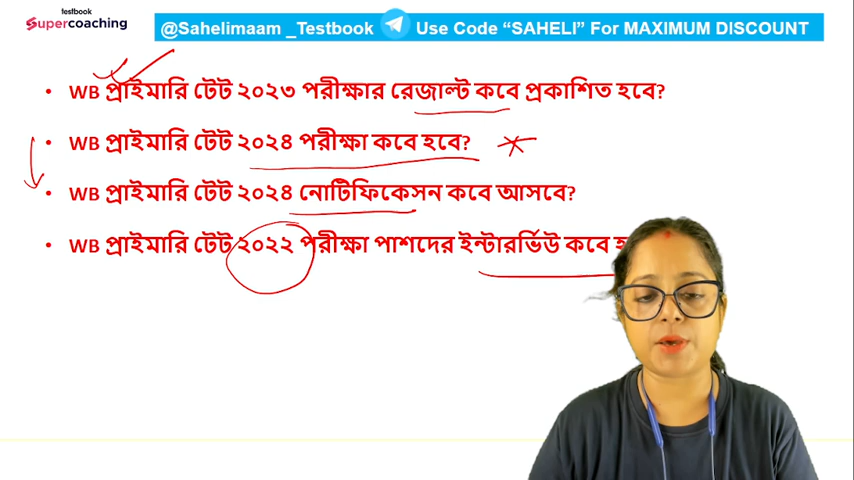 testbook
Supercoaching
@Sahelimaam _Testbook Use Code “SAHELI” For MAXIMUM DISCOUNT
• WB প্রাইমারি টেট ২০২৩ পরীক্ষার রেজাল্ট কবে প্রকাশিত হবে?
• WB প্রাইমারি টেট ২০২৪ পরীক্ষা কবে হবে?
• WB প্রাইমারি টেট ২০২৪ নোটিফিকেসন কবে আসবে?
• WB প্রাইমারি টেট ২০২২ পরীক্ষা পাশদের ইন্টারর্ভিউ কবে